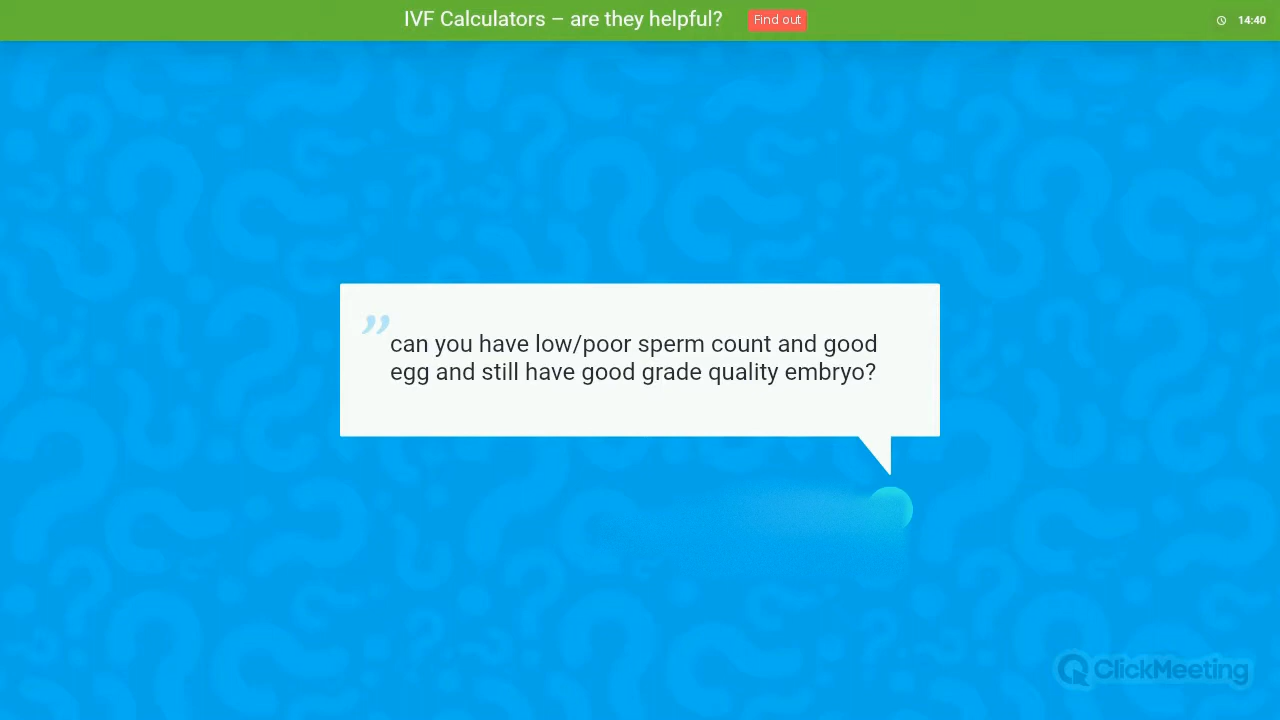 IVF Calculators – are they helpful?
Find out
14:40
”
can you have low/poor sperm count and good
egg and still have good grade quality embryo?
ClickMeeting